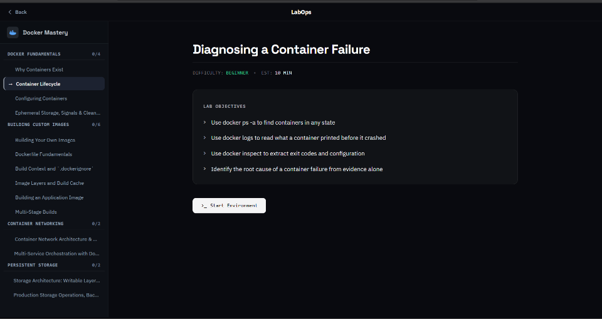 Back
LabOps
Docker Mastery
DOCKER FUNDAMENTALS 0/4
Why Containers Exist
→ Container Lifecycle
Configuring Containers
Ephemeral Storage, Signals & Clean...
BUILDING CUSTOM IMAGES 0/6
Building Your Own Images
Dockerfile Fundamentals
Build Context and `.dockerignore`
Image Layers and Build Cache
Building an Application Image
Multi-Stage Builds
CONTAINER NETWORKING 0/2
Container Network Architecture & ...
Multi-Service Orchestration with Do...
PERSISTENT STORAGE 0/2
Storage Architecture: Writable Layer...
Production Storage Operations, Bac...
Diagnosing a Container Failure
DIFFICULTY: BEGINNER • EST: 10 MIN
LAB OBJECTIVES
> Use docker ps -a to find containers in any state
> Use docker logs to read what a container printed before it crashed
> Use docker inspect to extract exit codes and configuration
> Identify the root cause of a container failure from evidence alone
>_ Start Environment